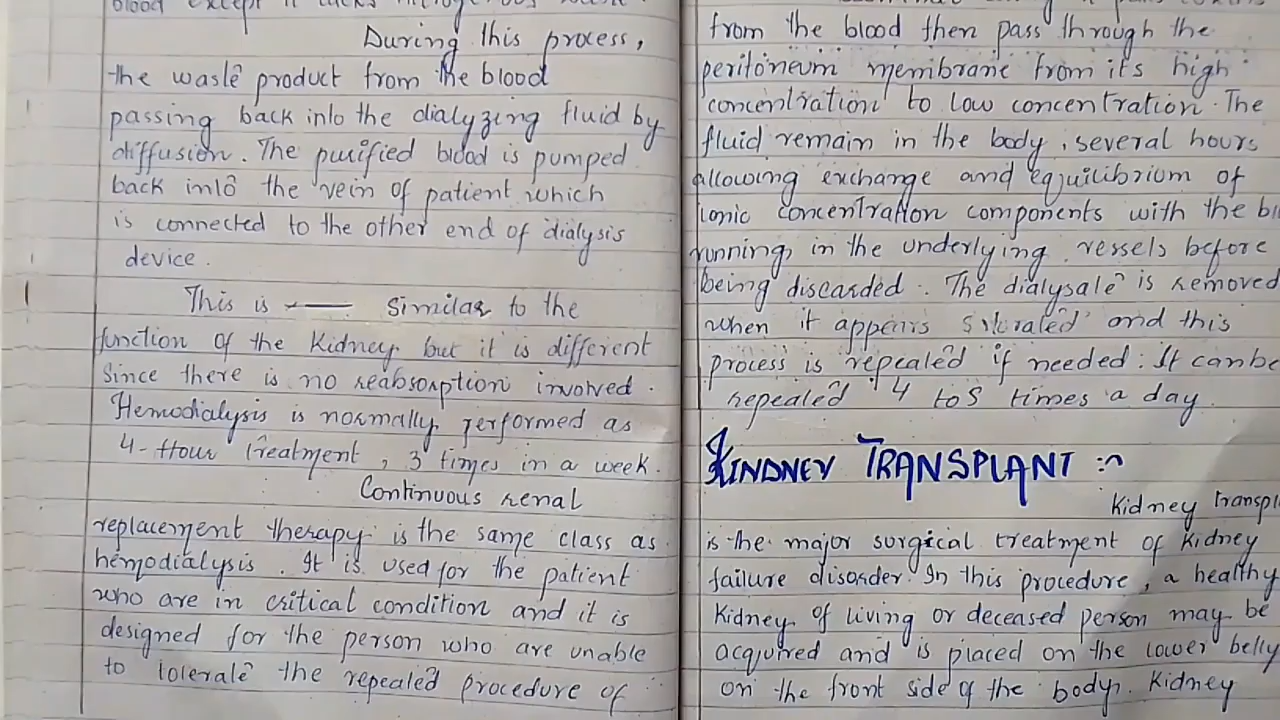 blood except it lacks nitrogenous waste.
During this process,
the waste product from the blood
passing back into the dialyzing fluid by
diffusion. The purified blood is pumped
back into the vein of patient which
is connected to the other end of dialysis
device.
This is — similar to the
function of the kidney but it is different
since there is no reabsorption involved.
Hemodialysis is normally performed as
4-Hour treatment, 3 times in a week.
Continuous renal
replacement therapy is the same class as
hemodialysis. It is used for the patient
who are in critical condition and it is
designed for the person who are unable
to tolerate the repeated procedure of
from the blood then pass through the
peritoneum membrane from its high
concentration to low concentration. The
fluid remain in the body, several hours
allowing exchange and eqjuilibrium of
ionic concentration components with the
running in the underlying vessels before
being discarded. The dialysate is removed
when it appears saturated and this
process is repeated if needed. It can be
repeated 4 to 5 times a day.
KINDNEY TRANSPLANT :-
Kidney transpl
is the major surgical treatment of kidney
failure disorder. In this procedure, a healthy
kidney of living or deceased person may be
acquired and is placed on the lower belly
on the front side of the body. Kidney